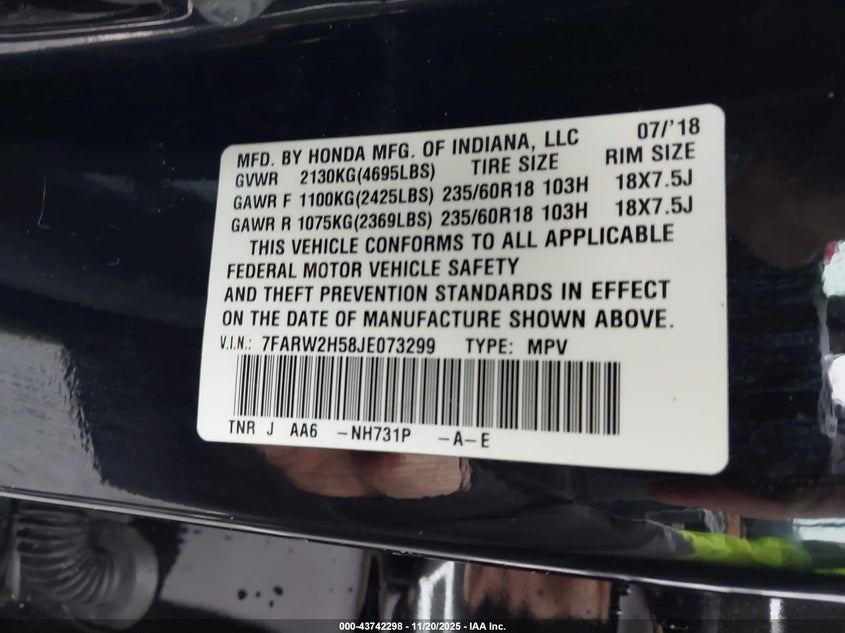 MFD. BY HONDA MFG. OF INDIANA, LLC 07/'18
GVWR 2130KG(4695LBS) TIRE SIZE RIM SIZE
GAWR F 1100KG(2425LBS) 235/60R18 103H 18X7.5J
GAWR R 1075KG(2369LBS) 235/60R18 103H 18X7.5J
THIS VEHICLE CONFORMS TO ALL APPLICABLE
FEDERAL MOTOR VEHICLE SAFETY
AND THEFT PREVENTION STANDARDS IN EFFECT
ON THE DATE OF MANUFACTURE SHOWN ABOVE.
V.I.N.: 7FARW2H58JE073299 TYPE: MPV
TNR J AA6 -NH731P -A-E
000-43742298 - 11/20/2025 - IAA Inc.